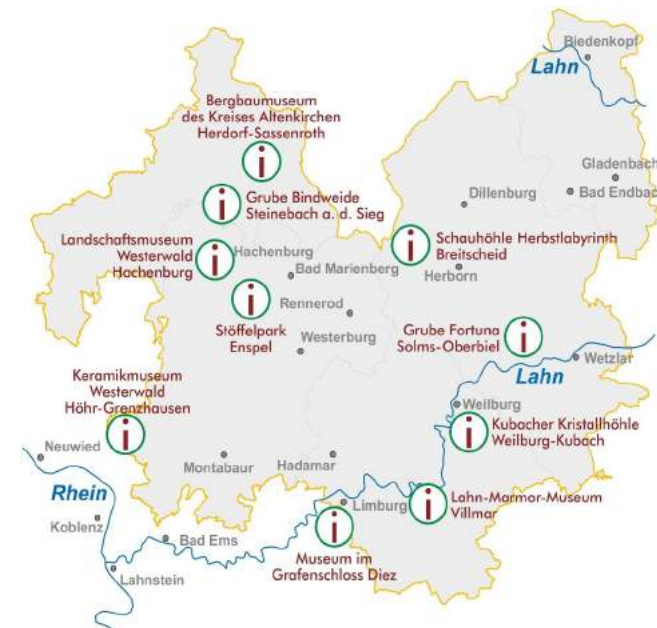 Biedenkopf
Lahn
Bergbaumuseum
des Kreises Altenkirchen
Herdorf-Sassenroth
Gladenbach
Bad Endbach
Dillenburg
Grube Bindweide
Steinebach a. d. Sieg
Landschaftsmuseum
Westerwald
Hachenburg
Hachenburg
Schauhöhle Herbstlabyrinth
Breitscheid
Herborn
Bad Marienberg
Rennerod
Stöffelpark
Enspel
Westerburg
Grube Fortuna
Solms-Oberbiel
Wetzlar
Lahn
Keramikmuseum
Westerwald
Höhr-Grenzhausen
Weilburg
Kubacher Kristallhöhle
Weilburg-Kubach
Neuwied
Montabaur
Hadamar
Rhein
Koblenz
Limburg
Lahn-Marmor-Museum
Villmar
Bad Ems
Museum im
Grafenschloss Diez
Lahnstein
i
i
i
i
i
i
i
i
i
i